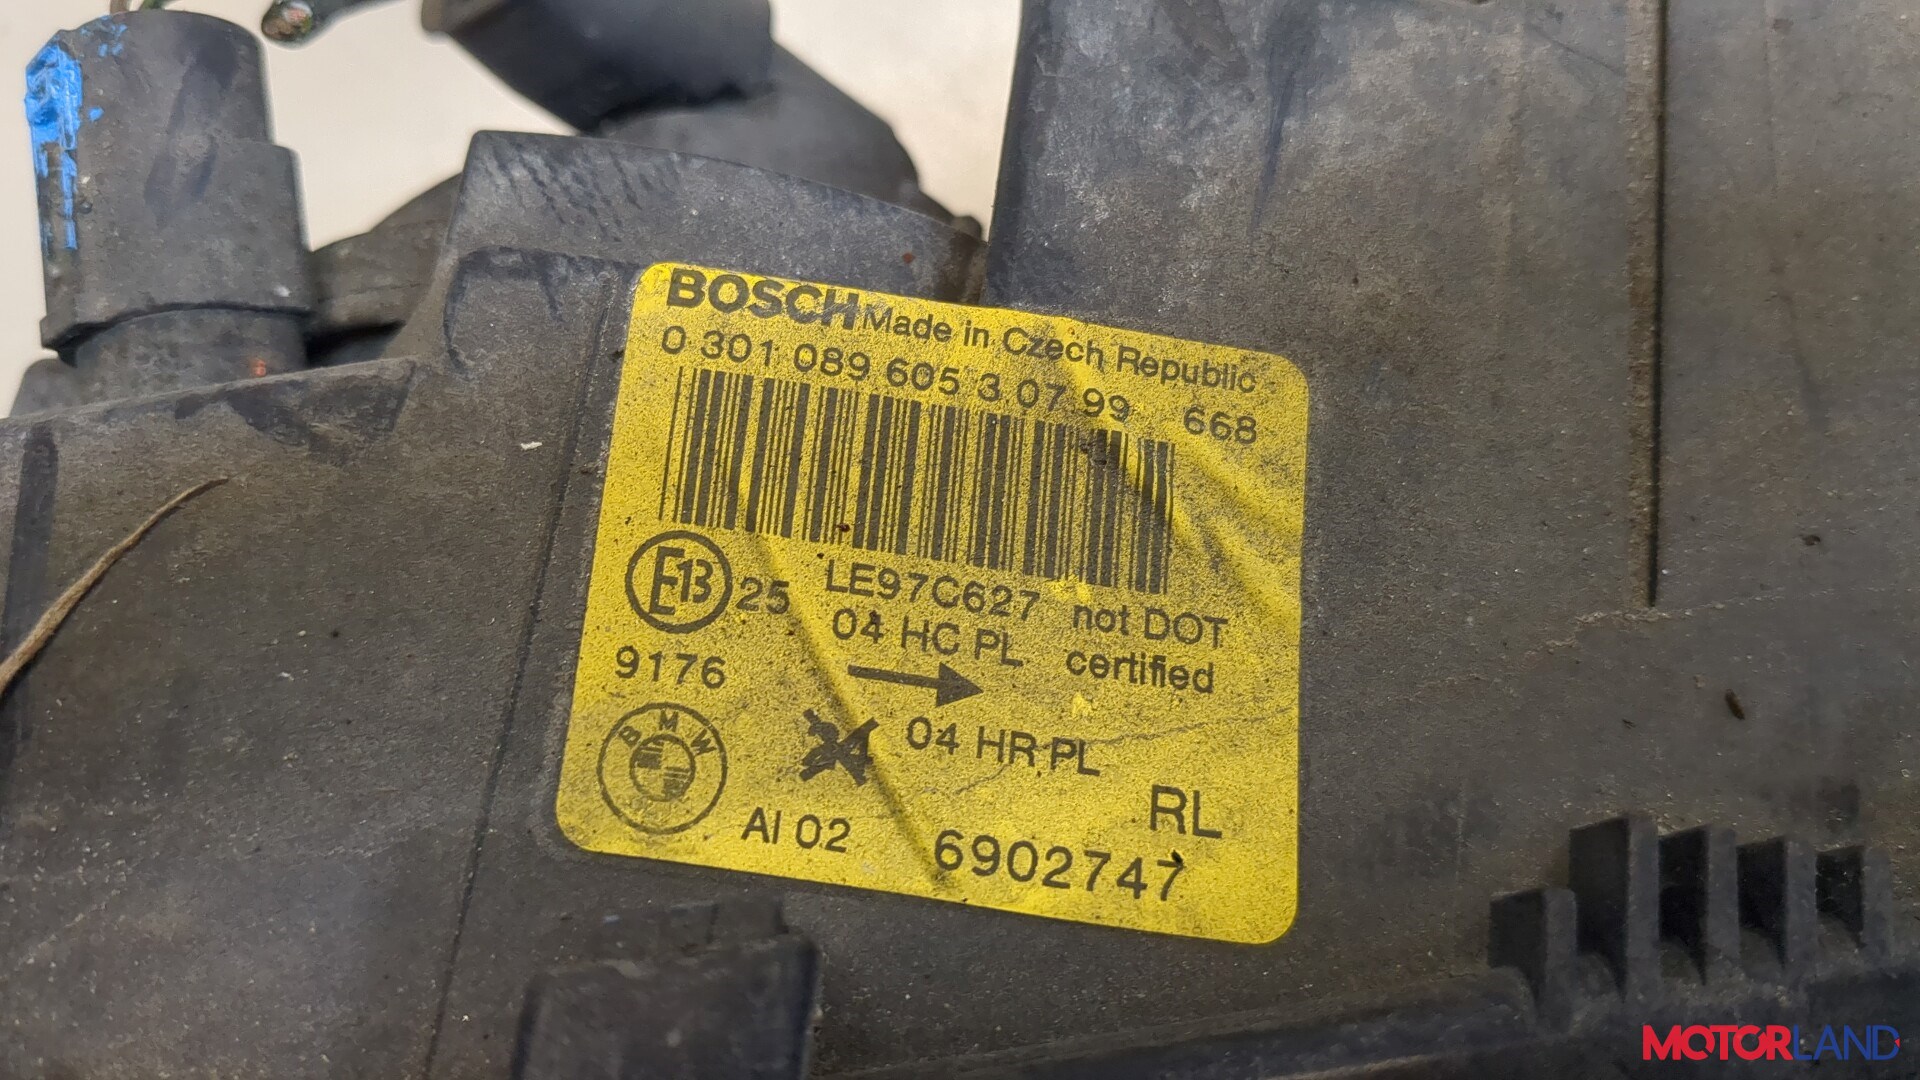 BOSCH Made in Czech Republic
0 301 089 605 3 07 99 668
E13 25 LE97C627 not DOT
04 HC PL certified
9176
BMW 24 04 HR PL
RL
AI 02 6902747
MOTORLAND